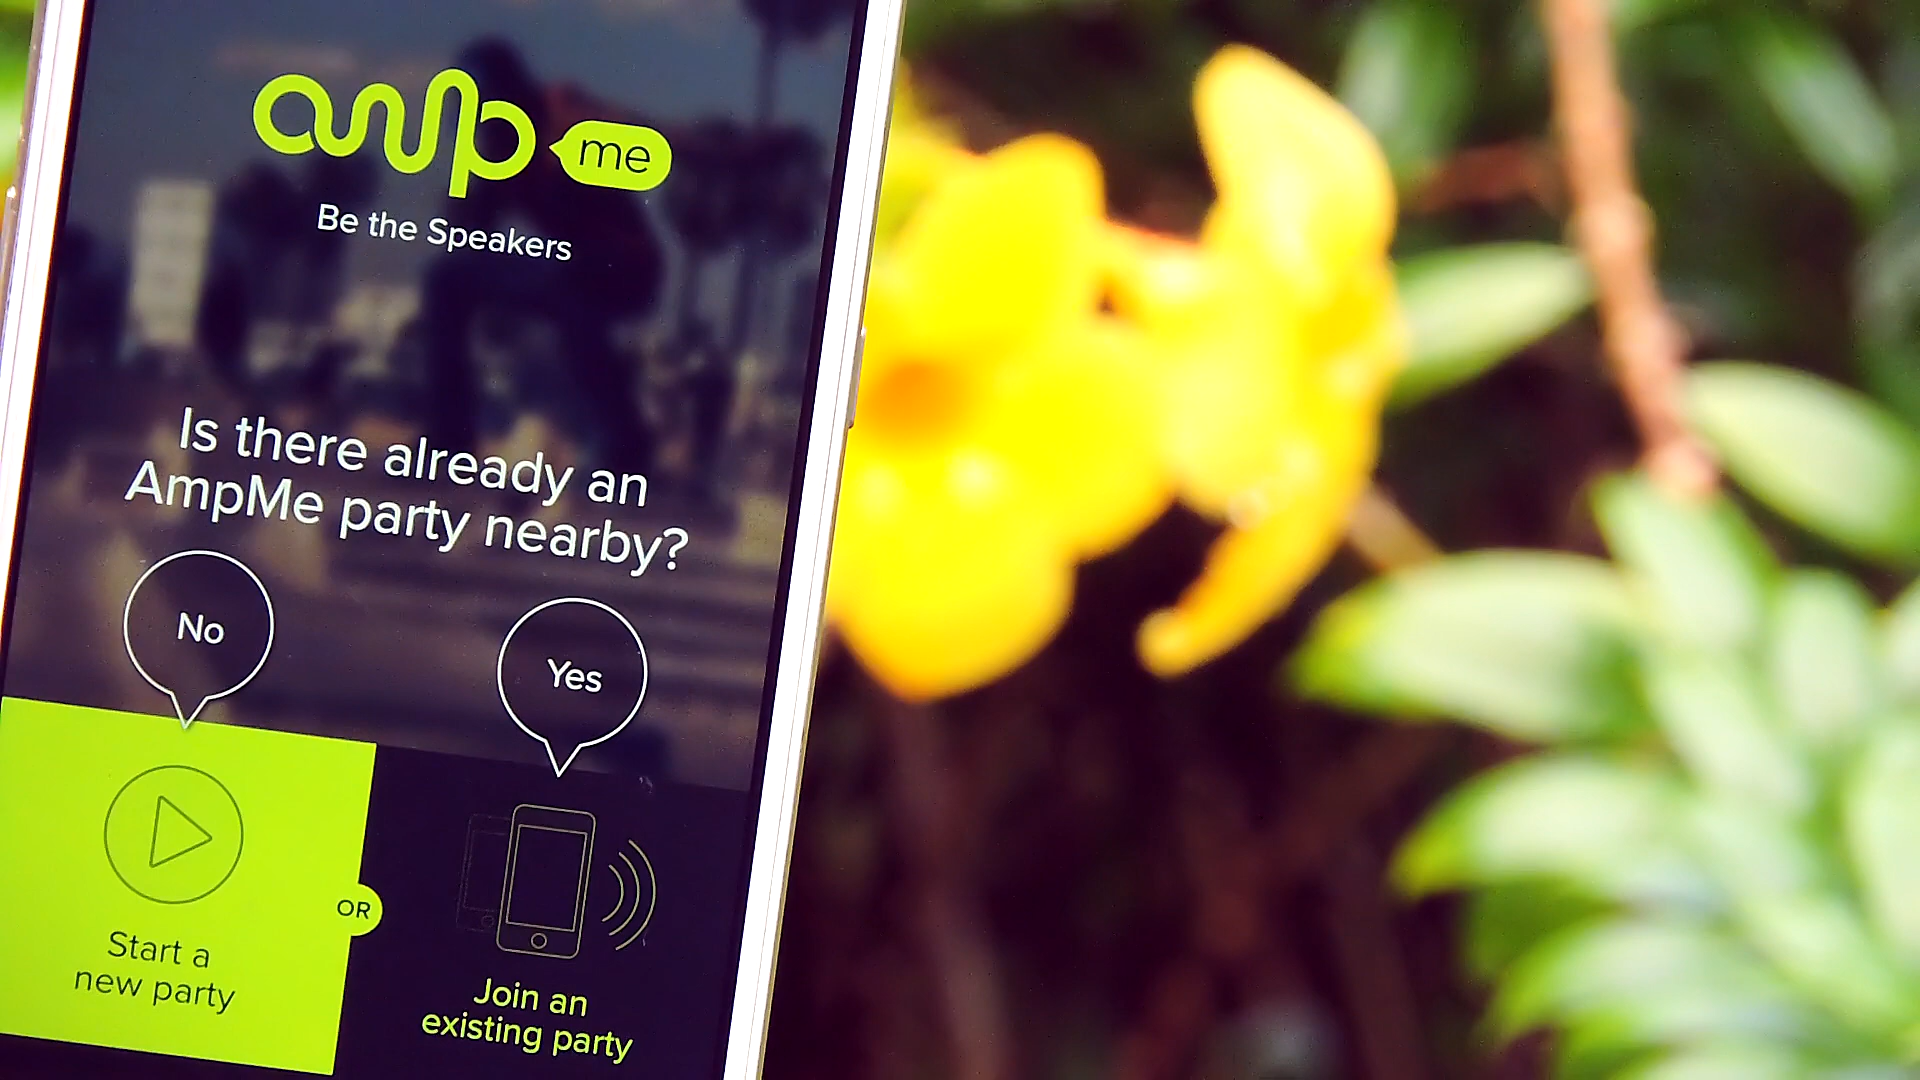 amp me
Be the Speakers
Is there already an
AmpMe party nearby?
No
Yes
OR
Start a
new party
Join an
existing party